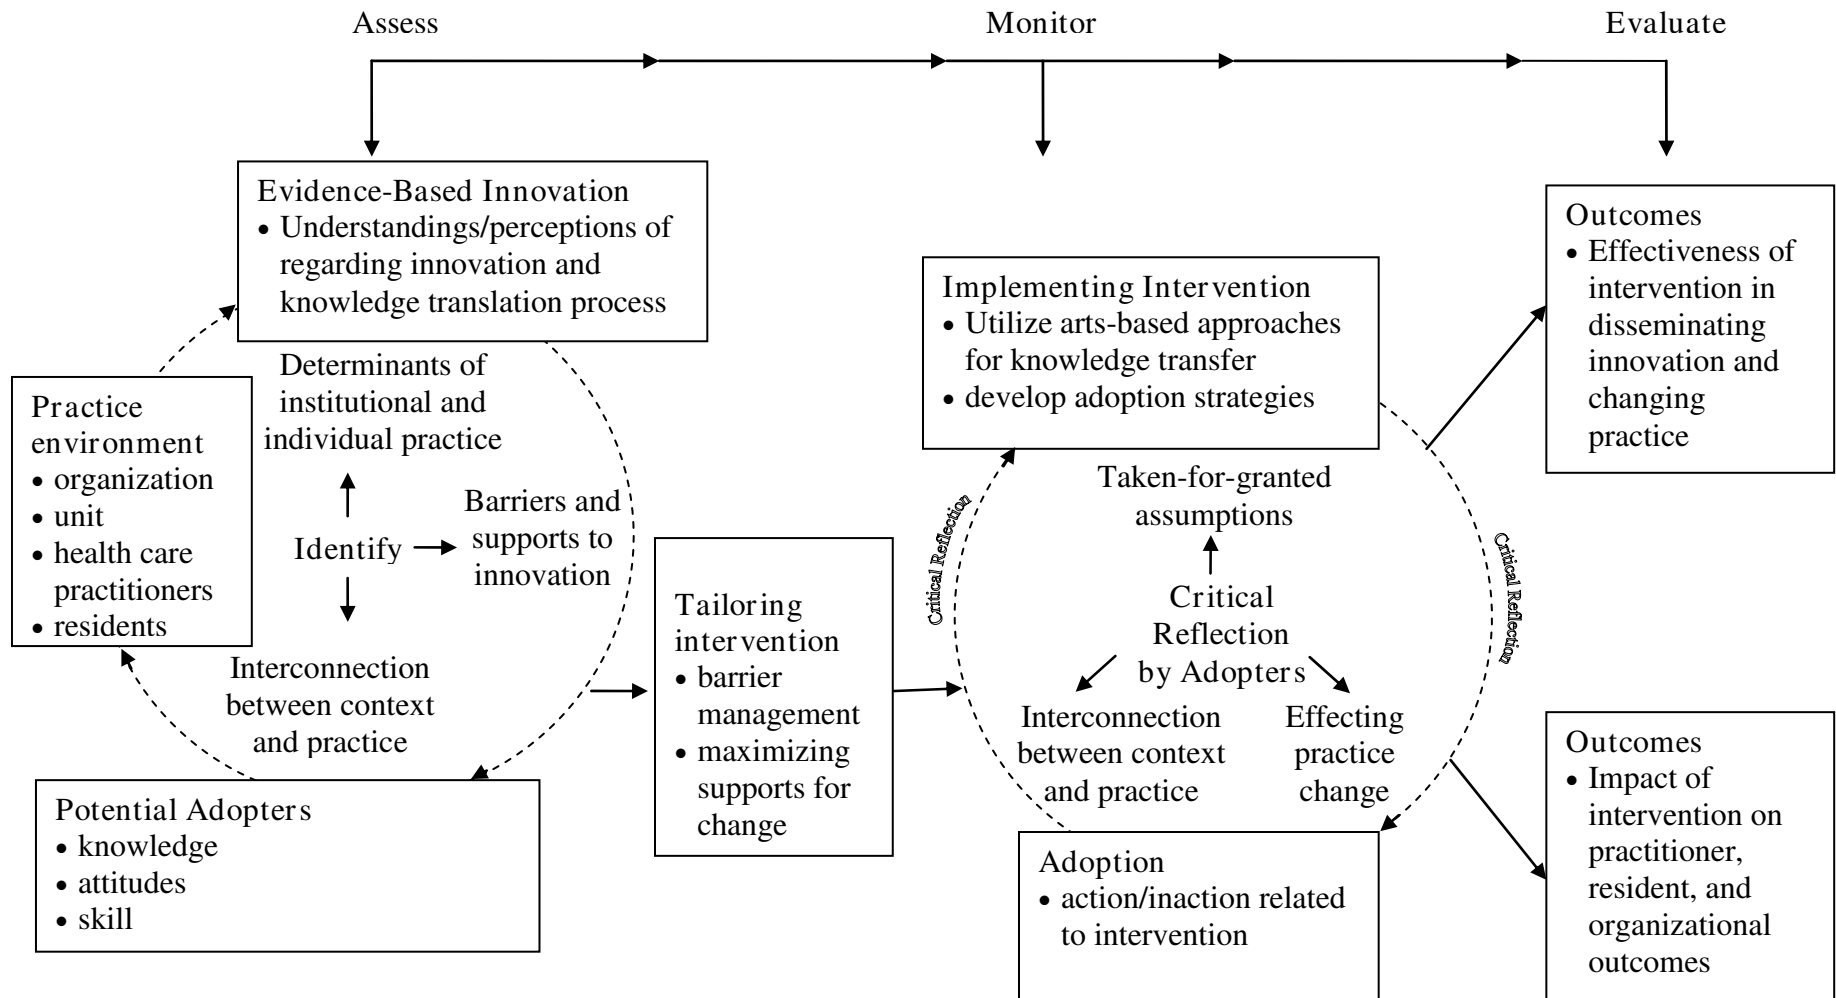 Assess
Monitor
Evaluate
Evidence-Based Innovation
• Understandings/perceptions of
regarding innovation and
knowledge translation process
Practice
environment
• organization
• unit
• health care
practitioners
• residents
Determinants of
institutional and
individual practice
Identify
Barriers and
supports to
innovation
Interconnection
between context
and practice
Potential Adopters
• knowledge
• attitudes
• skill
Tailoring
intervention
• barrier
management
• maximizing
supports for
change
Critical Reflection
Implementing Intervention
• Utilize arts-based approaches
for knowledge transfer
• develop adoption strategies
Taken-for-granted
assumptions
Critical
Reflection
by Adopters
Interconnection
between context
and practice
Effecting
practice
change
Critical Reflection
Adoption
• action/inaction related
to intervention
Outcomes
• Effectiveness of
intervention in
disseminating
innovation and
changing
practice
Outcomes
• Impact of
intervention on
practitioner,
resident, and
organizational
outcomes